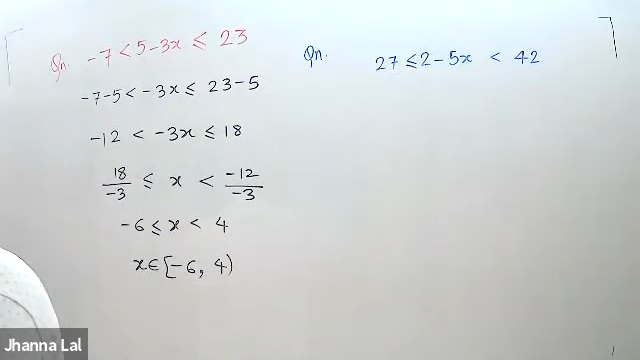 Qn. -7 < 5-3x ≤ 23
-7-5 < -3x ≤ 23-5
-12 < -3x ≤ 18
18/-3 ≤ x < -12/-3
-6 ≤ x < 4
x∈[-6, 4)
Qn. 27 ≤ 2-5x < 42
Jhanna Lal